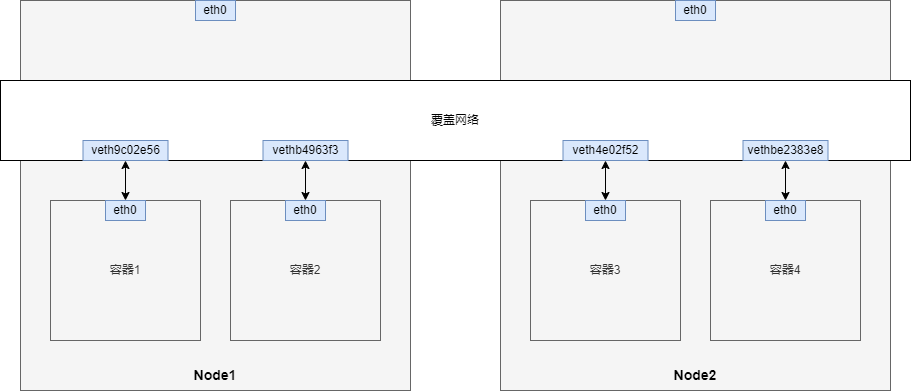 eth0
eth0
覆盖网络
veth9c02e56
vethb4963f3
veth4e02f52
vethbe2383e8
eth0
eth0
eth0
eth0
容器1
容器2
容器3
容器4
Node1
Node2